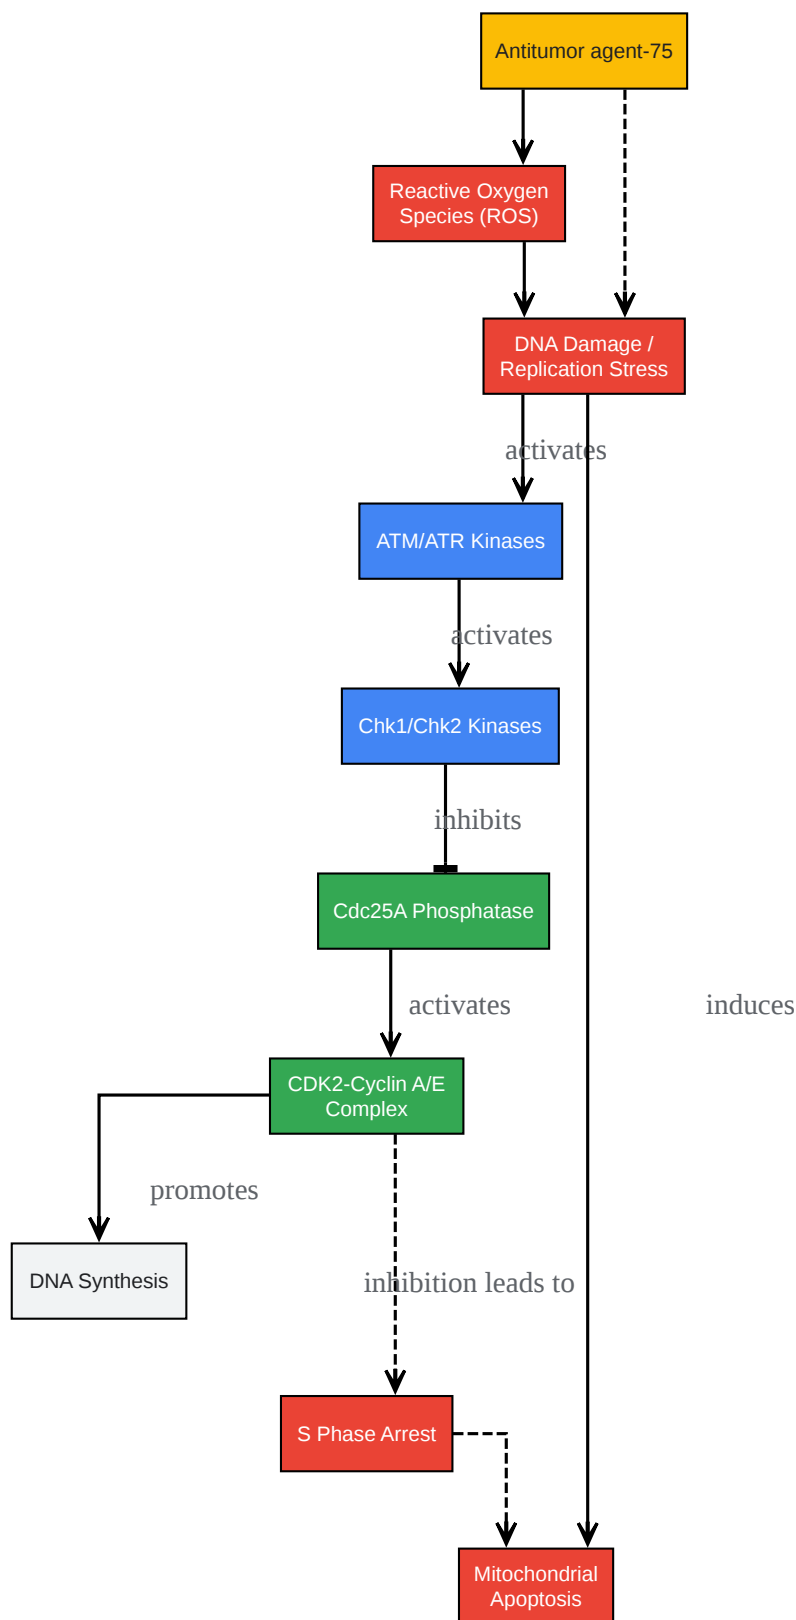 Antitumor agent-75
Reactive Oxygen
Species (ROS)
DNA Damage /
Replication Stress
activates
ATM/ATR Kinases
activates
Chk1/Chk2 Kinases
inhibits
Cdc25A Phosphatase
activates
induces
CDK2-Cyclin A/E
Complex
promotes
DNA Synthesis
inhibition leads to
S Phase Arrest
Mitochondrial
Apoptosis